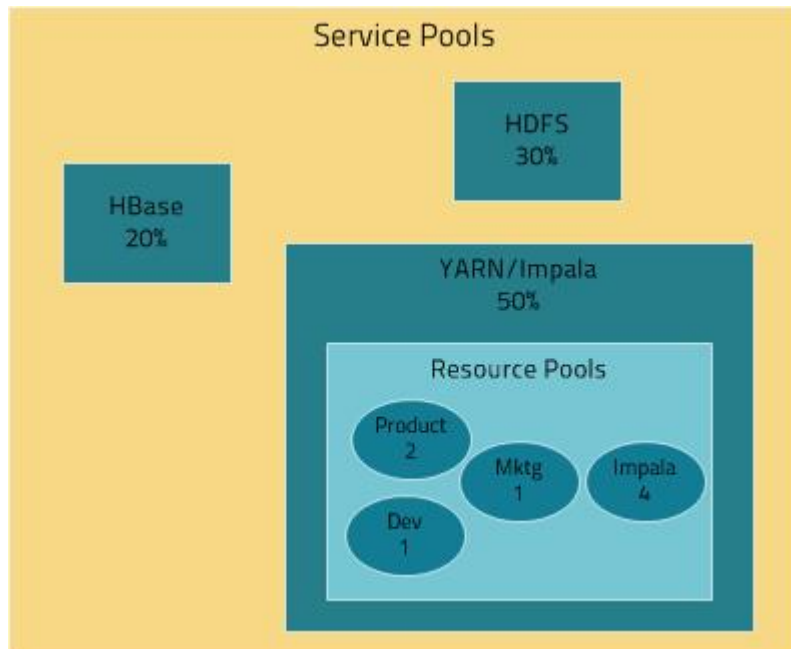 Service Pools
HDFS
30%
HBase
20%
YARN/Impala
50%
Resource Pools
Product
2
Mktg
1
Impala
4
Dev
1